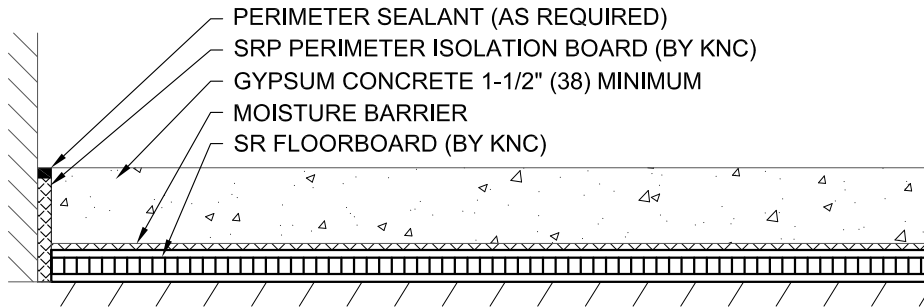 PERIMETER SEALANT (AS REQUIRED)
SRP PERIMETER ISOLATION BOARD (BY KNC)
GYPSUM CONCRETE 1-1/2" (38) MINIMUM
MOISTURE BARRIER
SR FLOORBOARD (BY KNC)